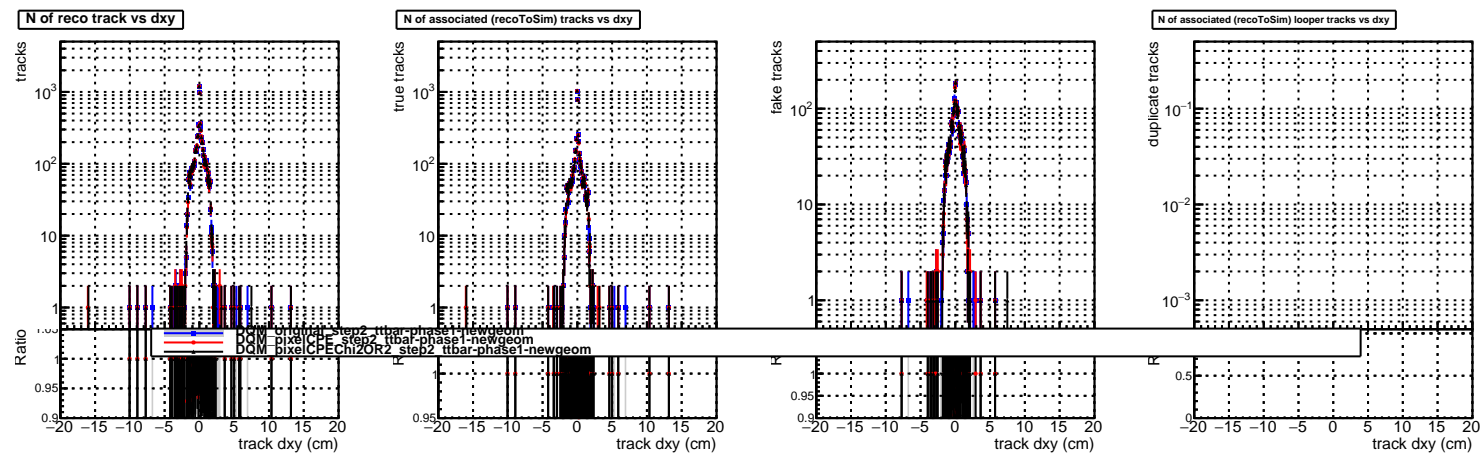 N of reco track vs dxy
tracks
10³
10²
10
1
1.05
Ratio
1
0.95
0.9
−20 −15 −10 −5 0 5 10 15 20
track dxy (cm)
N of associated (recoToSim) tracks vs dxy
true tracks
10³
10²
10
1
1
0.95
−20 −15 −10 −5 0 5 10 15 20
track dxy (cm)
fake tracks
10²
10
1
1
0.95
0.9
−20 −15 −10 −5 0 5 10 15 20
track dxy (cm)
N of associated (recoToSim) looper tracks vs dxy
duplicate tracks
10⁻¹
10⁻²
10⁻³
0.5
0
−20 −15 −10 −5 0 5 10 15 20
track dxy (cm)
DQM_original_step2_ttbar-phase1-newgeom
DQM_pixelCPE_step2_ttbar-phase1-newgeom
DQM_pixelCPEChi2OR2_step2_ttbar-phase1-newgeom